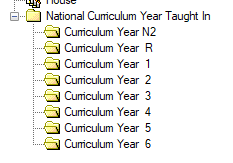 House
National Curriculum Year Taught In
Curriculum Year N2
Curriculum Year R
Curriculum Year 1
Curriculum Year 2
Curriculum Year 3
Curriculum Year 4
Curriculum Year 5
Curriculum Year 6